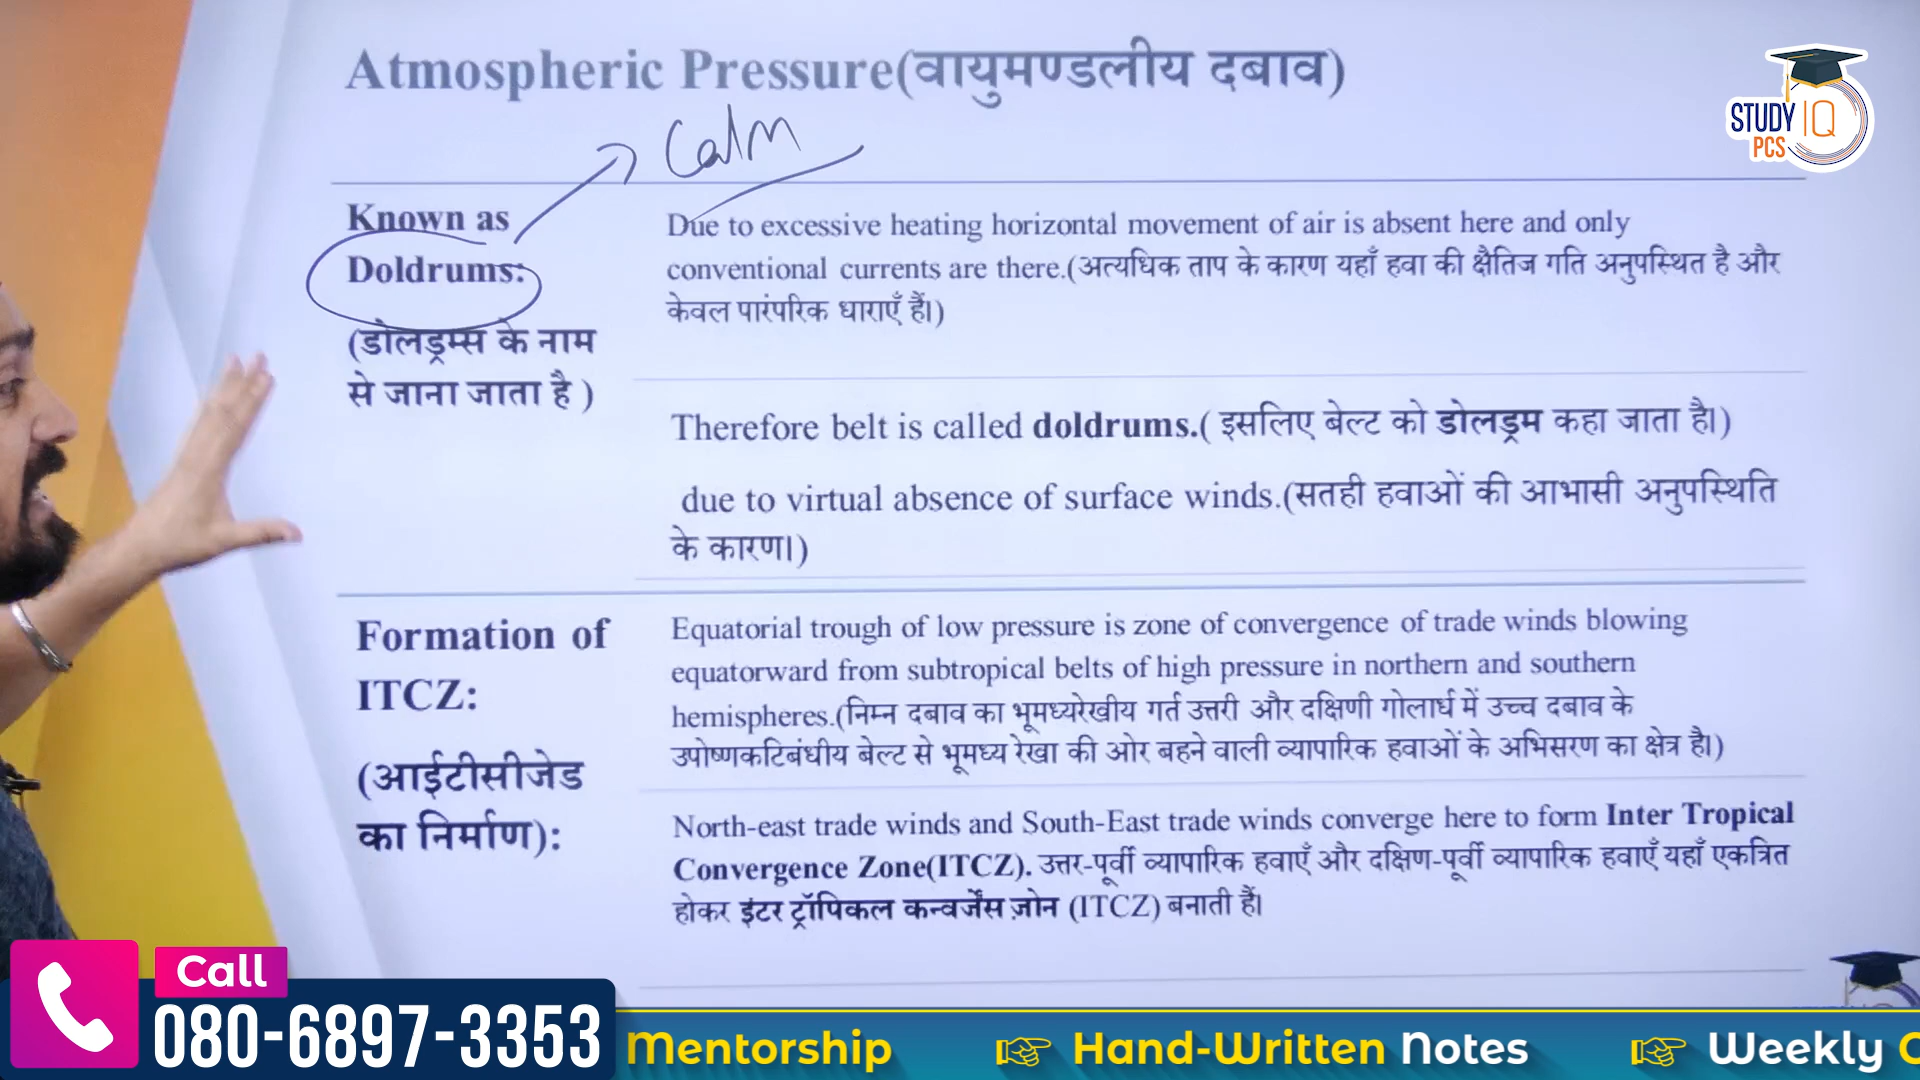 Atmospheric Pressure(वायुमण्डलीय दबाव)
STUDY IQ
PCS
Calm
Known as
Doldrums:
(डोलड्रम्स के नाम
से जाना जाता है )
Due to excessive heating horizontal movement of air is absent here and only
conventional currents are there.(अत्यधिक ताप के कारण यहाँ हवा की क्षैतिज गति अनुपस्थित है और
केवल पारंपरिक धाराएँ हैं।)
Therefore belt is called doldrums.( इसलिए बेल्ट को डोलड्रम कहा जाता है।)
due to virtual absence of surface winds.(सतही हवाओं की आभासी अनुपस्थिति
के कारण।)
Formation of
ITCZ:
(आईटीसीजेड
का निर्माण):
Equatorial trough of low pressure is zone of convergence of trade winds blowing
equatorward from subtropical belts of high pressure in northern and southern
hemispheres.(निम्न दबाव का भूमध्यरेखीय गर्त उत्तरी और दक्षिणी गोलार्ध में उच्च दबाव के
उपोष्णकटिबंधीय बेल्ट से भूमध्य रेखा की ओर बहने वाली व्यापारिक हवाओं के अभिसरण का क्षेत्र है।)
North-east trade winds and South-East trade winds converge here to form Inter Tropical
Convergence Zone(ITCZ). उत्तर-पूर्वी व्यापारिक हवाएँ और दक्षिण-पूर्वी व्यापारिक हवाएँ यहाँ एकत्रित
होकर इंटर ट्रॉपिकल कन्वर्जेंस ज़ोन (ITCZ) बनाती हैं।
Call
080-6897-3353
Mentorship Hand-Written Notes Weekly